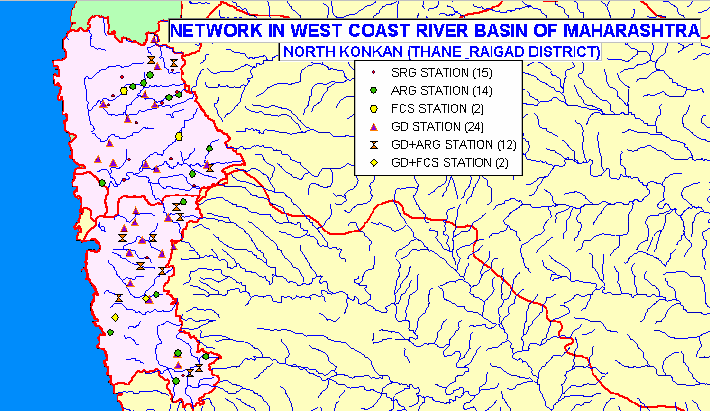 NETWORK IN WEST COAST RIVER BASIN OF MAHARASHTRA
NORTH KONKAN (THANE_RAIGAD DISTRICT)
SRG STATION (15)
ARG STATION (14)
FCS STATION (2)
GD STATION (24)
GD+ARG STATION (12)
GD+FCS STATION (2)